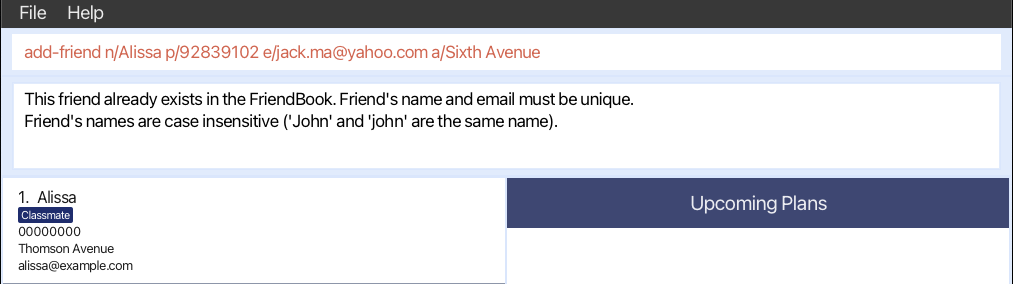 File Help
add-friend n/Alissa p/92839102 e/jack.ma@yahoo.com a/Sixth Avenue
This friend already exists in the FriendBook. Friend's name and email must be unique.
Friend's names are case insensitive ('John' and 'john' are the same name).
1. Alissa
Classmate
00000000
Thomson Avenue
alissa@example.com
Upcoming Plans